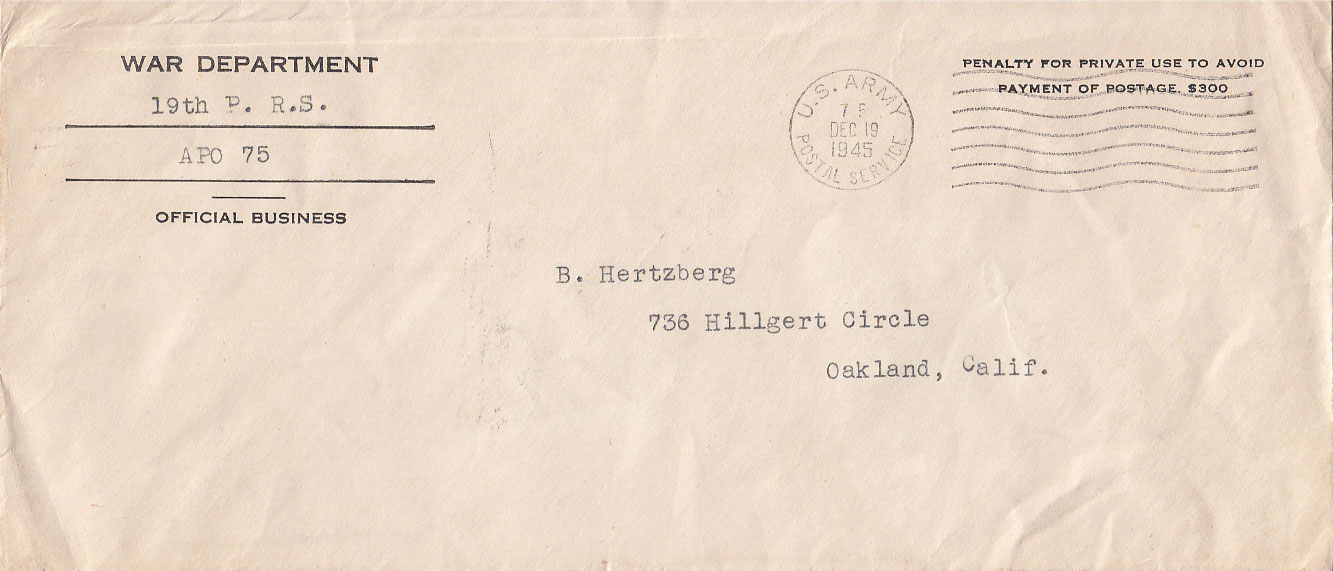 WAR DEPARTMENT
19th P. R.S.
APO 75
OFFICIAL BUSINESS
U.S. ARMY
7 5
DEC 19
1945
POSTAL SERVICE
PENALTY FOR PRIVATE USE TO AVOID
PAYMENT OF POSTAGE. $300
B. Hertzberg
736 Hillgert Circle
Oakland, Calif.